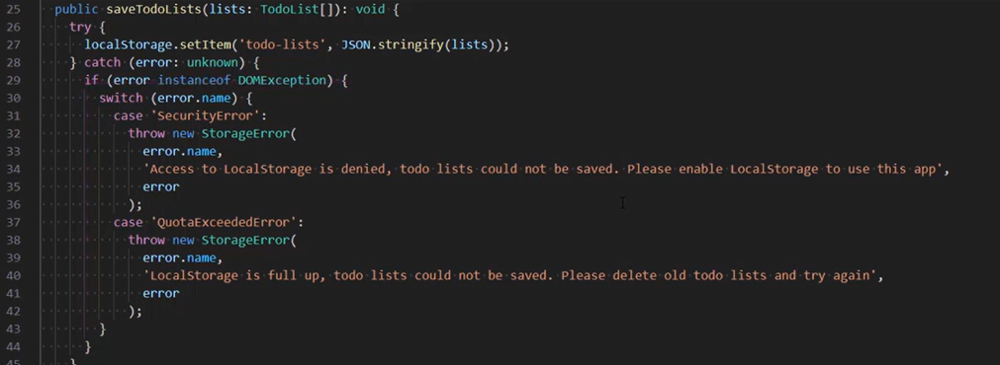 25 public saveTodoLists(lists: TodoList[]): void {
26 try {
27 localStorage.setItem('todo-lists', JSON.stringify(lists));
28 } catch (error: unknown) {
29 if (error instanceof DOMException) {
30 switch (error.name) {
31 case 'SecurityError':
32 throw new StorageError(
33 error.name,
34 'Access to LocalStorage is denied, todo lists could not be saved. Please enable LocalStorage to use this app',
35 error
36 );
37 case 'QuotaExceededError':
38 throw new StorageError(
39 error.name,
40 'LocalStorage is full up, todo lists could not be saved. Please delete old todo lists and try again',
41 error
42 );
43 }
44 }
45 }